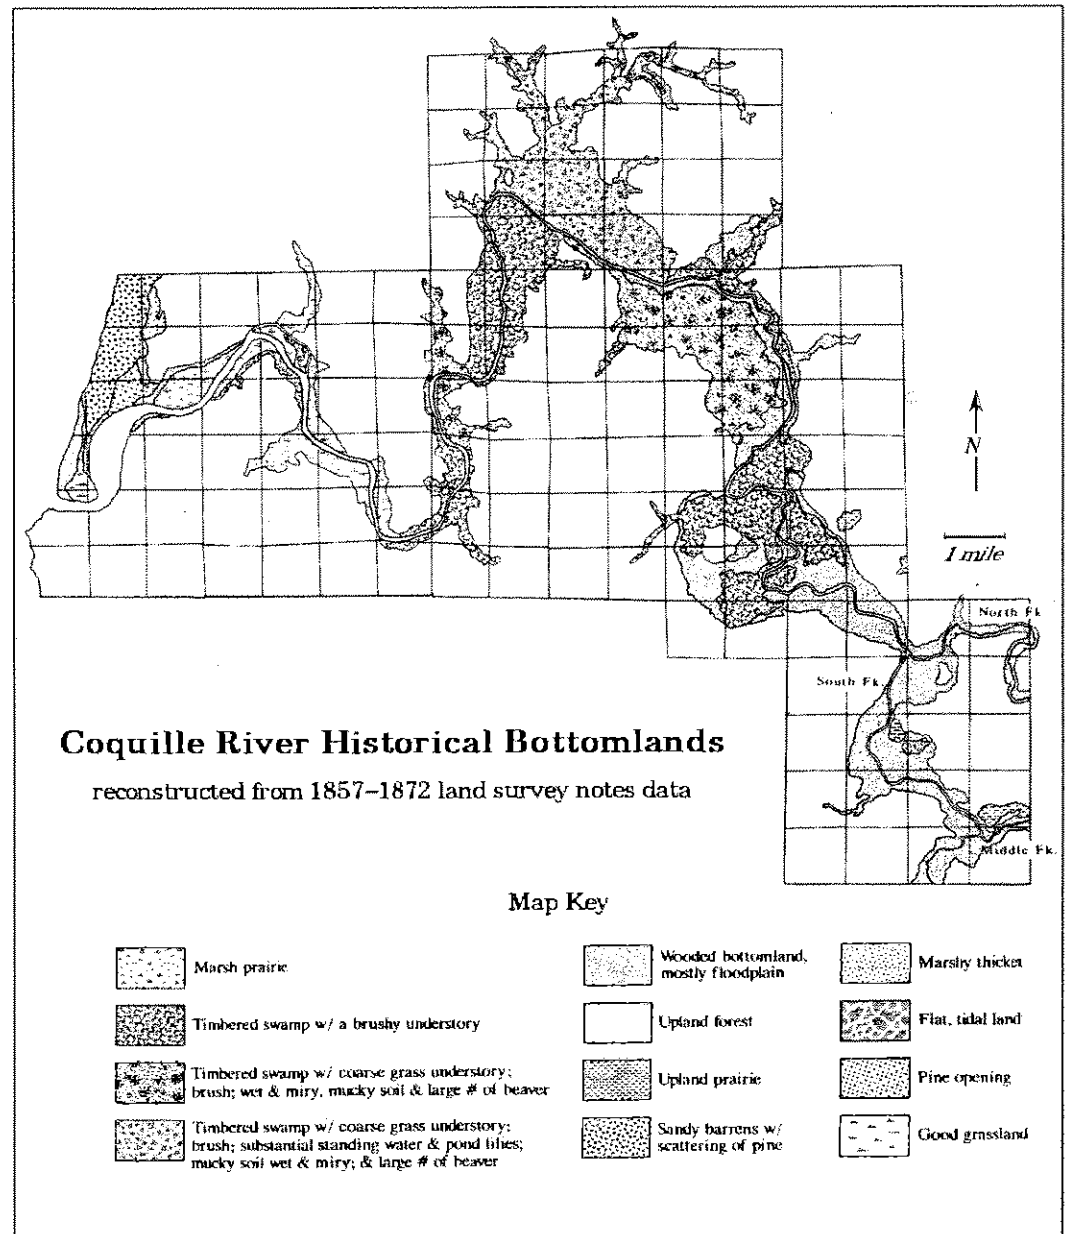 N
1 mile
North Fk
South Fk.
Middle Fk.
Coquille River Historical Bottomlands
reconstructed from 1857–1872 land survey notes data
Map Key
Marsh prairie
Timbered swamp w/ a brushy understory
Timbered swamp w/ coarse grass understory;
brush; wet & miry, mucky soil & large # of beaver
Timbered swamp w/ coarse grass understory;
brush; substantial standing water & pond lilies;
mucky soil wet & miry; & large # of beaver
Wooded bottomland,
mostly floodplain
Upland forest
Upland prairie
Sandy barrens w/
scattering of pine
Marshy thicket
Flat, tidal land
Pine opening
Good grassland